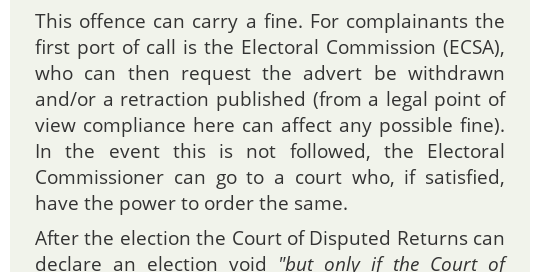 This offence can carry a fine. For complainants the
first port of call is the Electoral Commission (ECSA),
who can then request the advert be withdrawn
and/or a retraction published (from a legal point of
view compliance here can affect any possible fine).
In the event this is not followed, the Electoral
Commissioner can go to a court who, if satisfied,
have the power to order the same.
After the election the Court of Disputed Returns can
declare an election void "but only if the Court of